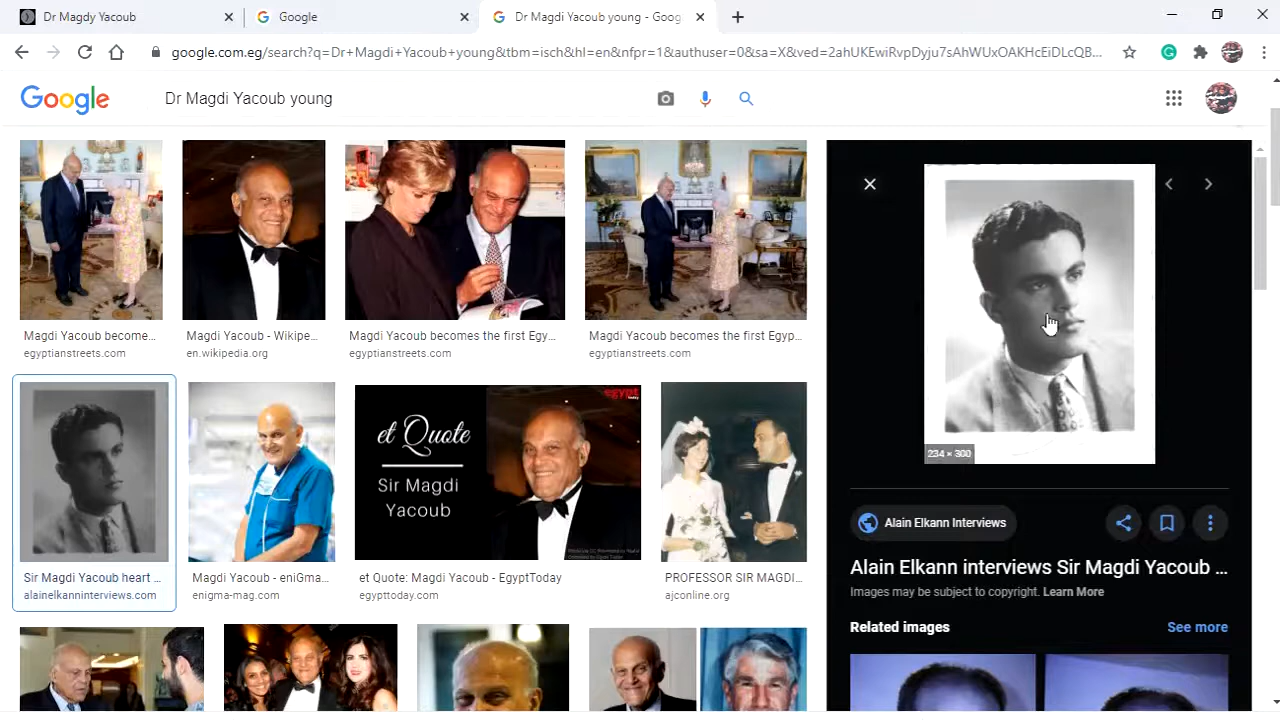 Dr Magdy Yacoub
Google
Dr Magdi Yacoub young - Goog
google.com.eg/search?q=Dr+Magdi+Yacoub+young&tbm=isch&hl=en&nfpr=1&authuser=0&sa=X&ved=2ahUKEwiRvpDyju7sAhWUxOAKHcEiDLcQB...
Google
Dr Magdi Yacoub young
Magdi Yacoub become...
egyptianstreets.com
Magdi Yacoub - Wikipe...
en.wikipedia.org
Magdi Yacoub becomes the first Egy...
egyptianstreets.com
Magdi Yacoub becomes the first Egyp...
egyptianstreets.com
234 × 300
Alain Elkann Interviews
Alain Elkann interviews Sir Magdi Yacoub ...
Images may be subject to copyright. Learn More
Related images
See more
egypt
today
et Quote
Sir Magdi
Yacoub
Sir Magdi Yacoub heart ...
alainelkanninterviews.com
Magdi Yacoub - eniGma...
enigma-mag.com
et Quote: Magdi Yacoub - EgyptToday
egypttoday.com
PROFESSOR SIR MAGDI...
ajconline.org